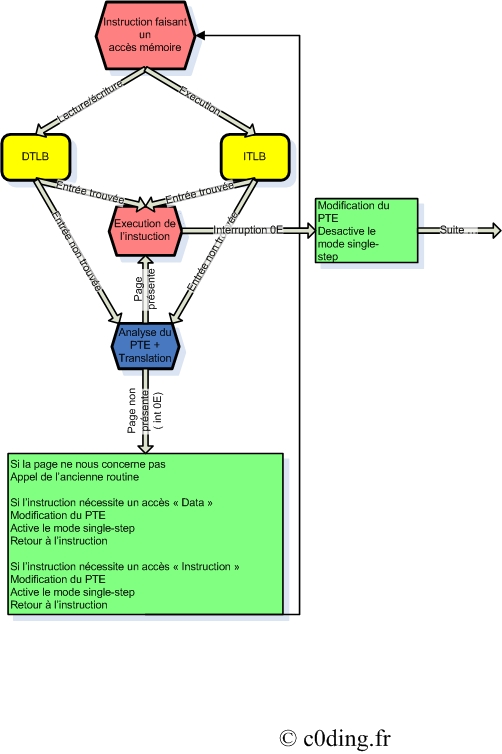 Instruction faisant
un
accès mémoire
Lecture/écriture
Execution
DTLB
ITLB
Entrée trouvée
Entrée trouvée
Execution de
l'instuction
Interruption 0E
Modification du
PTE
Desactive le
mode single-
step
Suite ...
Entrée non trouvée
Entrée non trouvée
Page
présente
Analyse du
PTE +
Translation
Page non
présente
( int 0E)
Si la page ne nous concerne pas
Appel de l'ancienne routine
Si l'instruction nécessite un accès « Data »
Modification du PTE
Active le mode single-step
Retour à l'instruction
Si l'instruction nécessite un accès « Instruction »
Modification du PTE
Active le mode single-step
Retour à l'instruction
© c0ding.fr